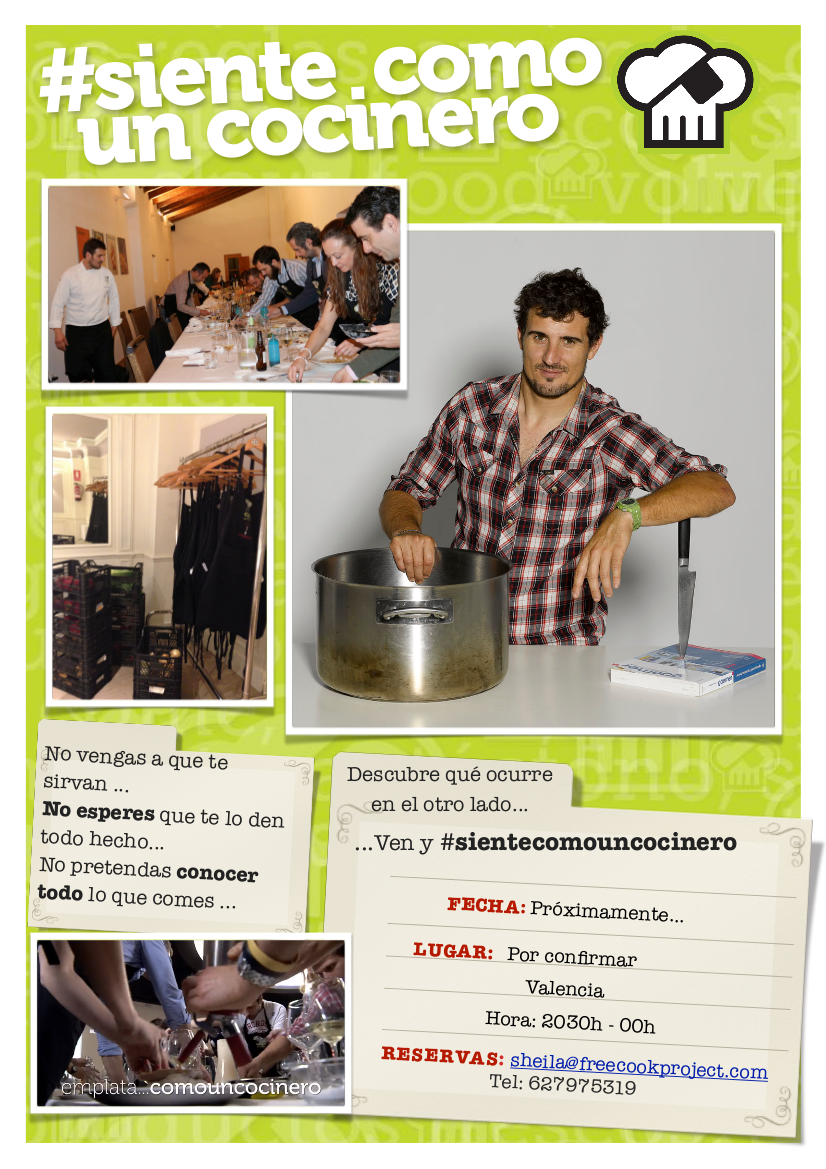 #siente como
un cocinero
No vengas a que te
sirvan ...
No esperes que te lo den
todo hecho...
No pretendas conocer
todo lo que comes ...
Descubre qué ocurre
en el otro lado...
...Ven y #sientecomouncocinero
FECHA: Próximamente...
LUGAR: Por confirmar
Valencia
Hora: 2030h - 00h
RESERVAS: sheila@freecookproject.com
Tel: 627975319
emplata...comouncocinero